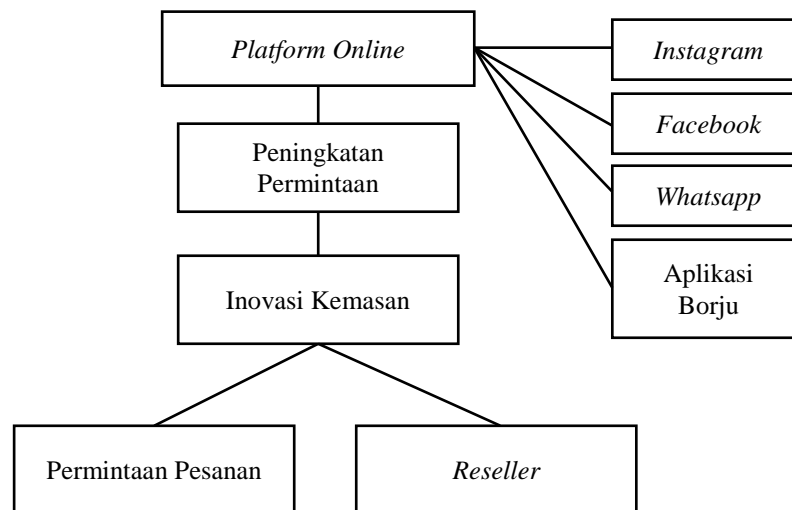 Platform Online
Instagram
Facebook
Peningkatan
Permintaan
Whatsapp
Aplikasi
Borju
Inovasi Kemasan
Permintaan Pesanan
Reseller